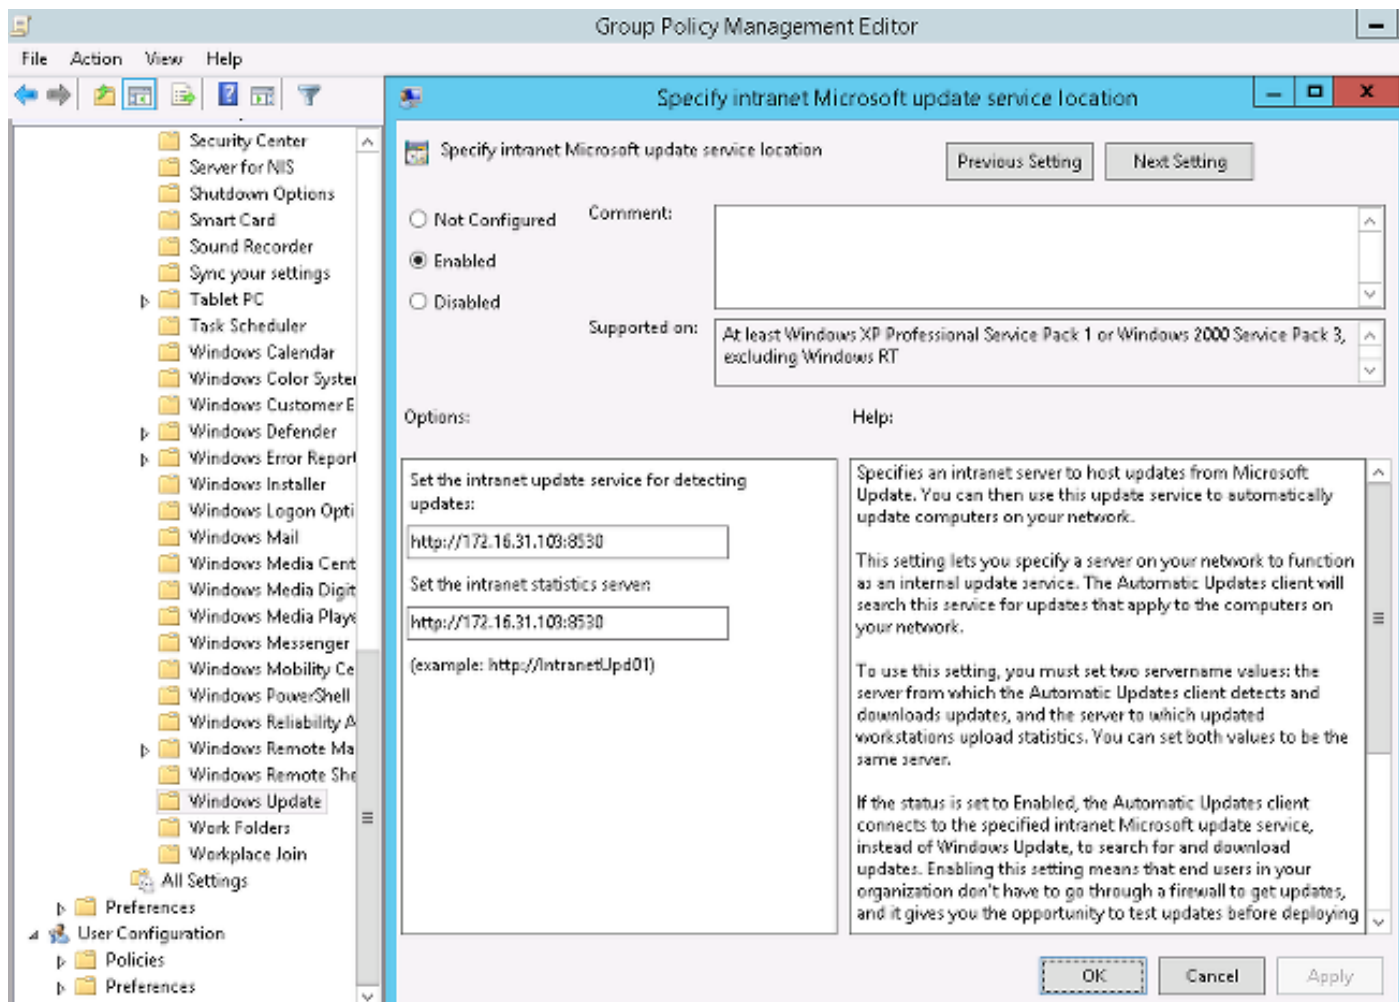 Group Policy Management Editor
File Action View Help
Security Center
Server for NIS
Shutdown Options
Smart Card
Sound Recorder
Sync your settings
Tablet PC
Task Scheduler
Windows Calendar
Windows Color Syster
Windows Customer E
Windows Defender
Windows Error Report
Windows Installer
Windows Logon Opti
Windows Mail
Windows Media Cent
Windows Media Digit
Windows Media Playe
Windows Messenger
Windows Mobility Ce
Windows PowerShell
Windows Reliability A
Windows Remote Ma
Windows Remote She
Windows Update
Work Folders
Workplace Join
All Settings
Preferences
User Configuration
Policies
Preferences
Specify intranet Microsoft update service location
Specify intranet Microsoft update service location
Previous Setting
Next Setting
Not Configured
Enabled
Disabled
Comment:
Supported on:
At least Windows XP Professional Service Pack 1 or Windows 2000 Service Pack 3,
excluding Windows RT
Options:
Help:
Set the intranet update service for detecting
updates:
http://172.16.31.103:8530
Set the intranet statistics server:
http://172.16.31.103:8530
(example: http://IntranetUpd01)
Specifies an intranet server to host updates from Microsoft
Update. You can then use this update service to automatically
update computers on your network.
This setting lets you specify a server on your network to function
as an internal update service. The Automatic Updates client will
search this service for updates that apply to the computers on
your network.
To use this setting, you must set two servername values: the
server from which the Automatic Updates client detects and
downloads updates, and the server to which updated
workstations upload statistics. You can set both values to be the
same server.
If the status is set to Enabled, the Automatic Updates client
connects to the specified intranet Microsoft update service,
instead of Windows Update, to search for and download
updates. Enabling this setting means that end users in your
organization don't have to go through a firewall to get updates,
and it gives you the opportunity to test updates before deploying
OK
Cancel
Apply